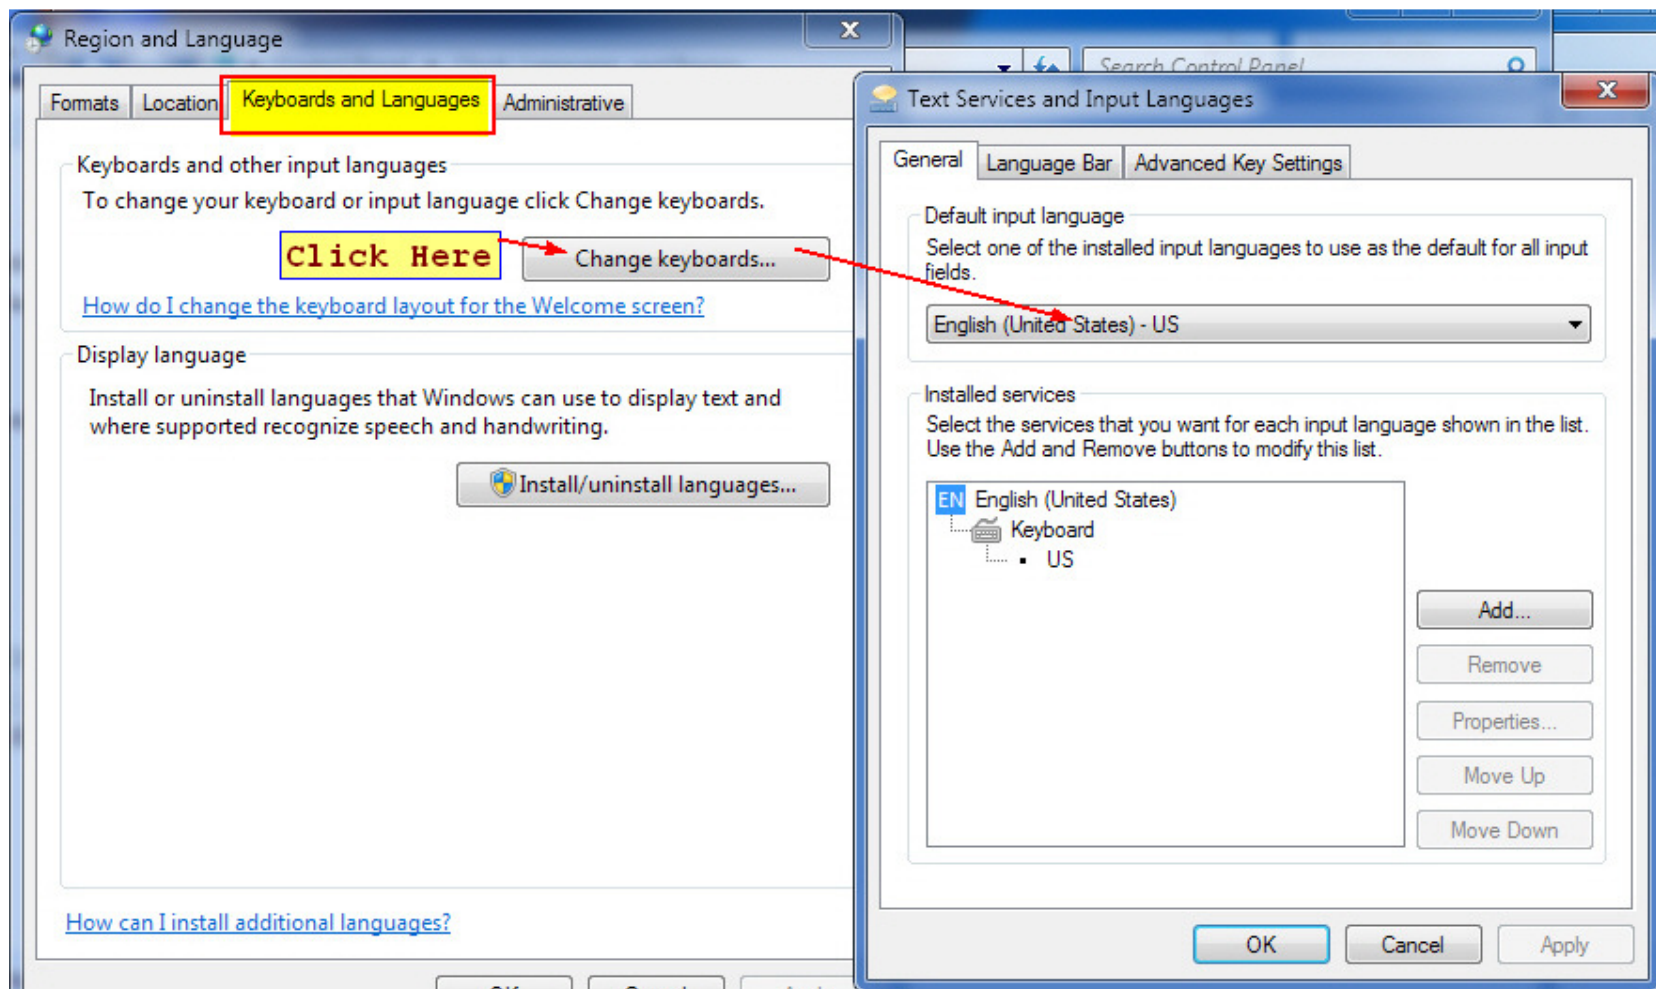 Region and Language
Formats
Location
Keyboards and Languages
Administrative
Keyboards and other input languages
To change your keyboard or input language click Change keyboards.
Click Here
Change keyboards...
How do I change the keyboard layout for the Welcome screen?
Display language
Install or uninstall languages that Windows can use to display text and
where supported recognize speech and handwriting.
Install/uninstall languages...
How can I install additional languages?
Search Control Panel
Text Services and Input Languages
General
Language Bar
Advanced Key Settings
Default input language
Select one of the installed input languages to use as the default for all input
fields.
English (United States) - US
Installed services
Select the services that you want for each input language shown in the list.
Use the Add and Remove buttons to modify this list.
EN English (United States)
Keyboard
US
Add...
Remove
Properties...
Move Up
Move Down
OK
Cancel
Apply